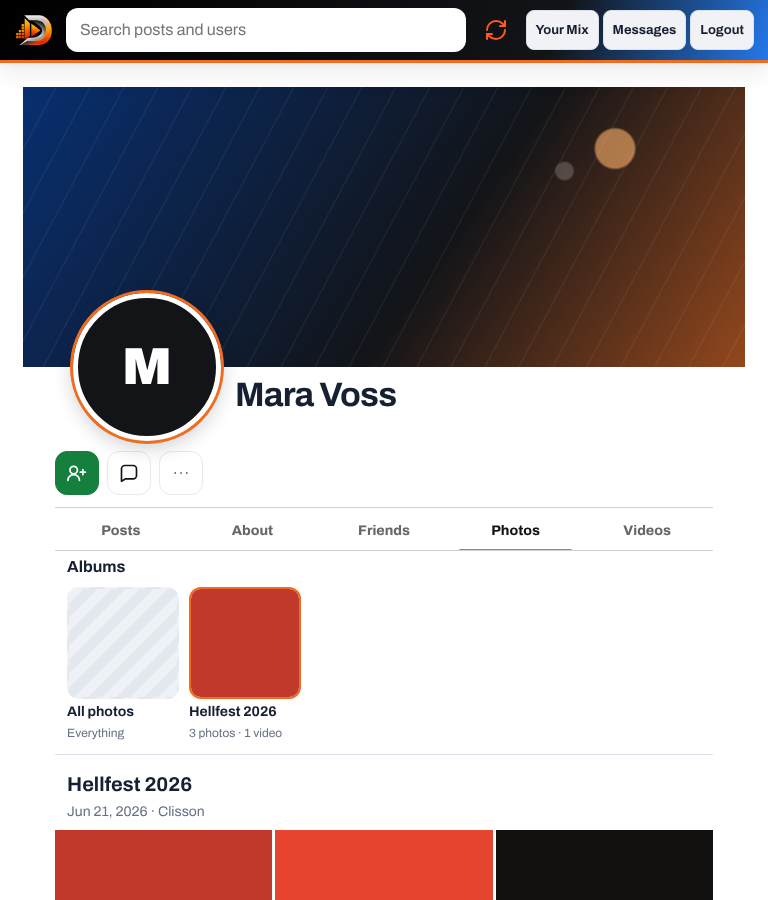 Search posts and users
Your Mix
Messages
Logout
M
Mara Voss
Posts
About
Friends
Photos
Videos
Albums
All photos
Everything
Hellfest 2026
3 photos · 1 video
Hellfest 2026
Jun 21, 2026 · Clisson